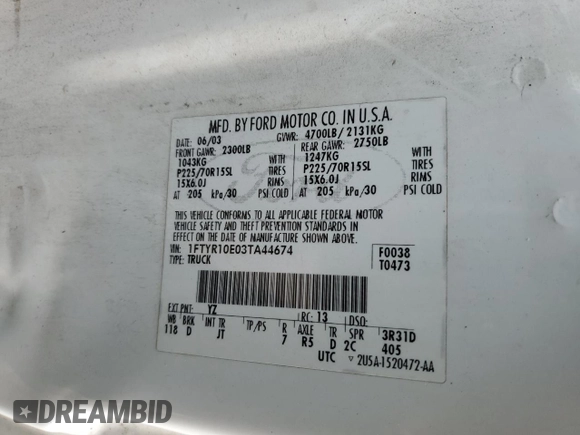 MFD. BY FORD MOTOR CO. IN U.S.A.
DATE: 06/03 GVWR: 4700LB/ 2131KG
FRONT GAWR: 2300LB REAR GAWR: 2750LB
1043KG WITH 1247KG WITH
P225/70R15SL TIRES P225/70R15SL TIRES
15X6.0J RIMS 15X6.0J RIMS
AT 205 kPa/30 PSI COLD AT 205 kPa/30 PSI COLD
THIS VEHICLE CONFORMS TO ALL APPLICABLE FEDERAL MOTOR
VEHICLE SAFETY AND THEFT PREVENTION STANDARDS IN
EFFECT ON THE DATE OF MANUFACTURE SHOWN ABOVE.
VIN: 1FTYR10E03TA44674 F0038
TYPE: TRUCK T0473
EXT PNT: YZ RC: 13 DSO:
WB BRK INT TR TP/PS R AXLE TR SPR 3R31D
118 D JT 7 R5 D 2C 405
UTC 2U5A-1520472-AA
Ford
DREAMBID